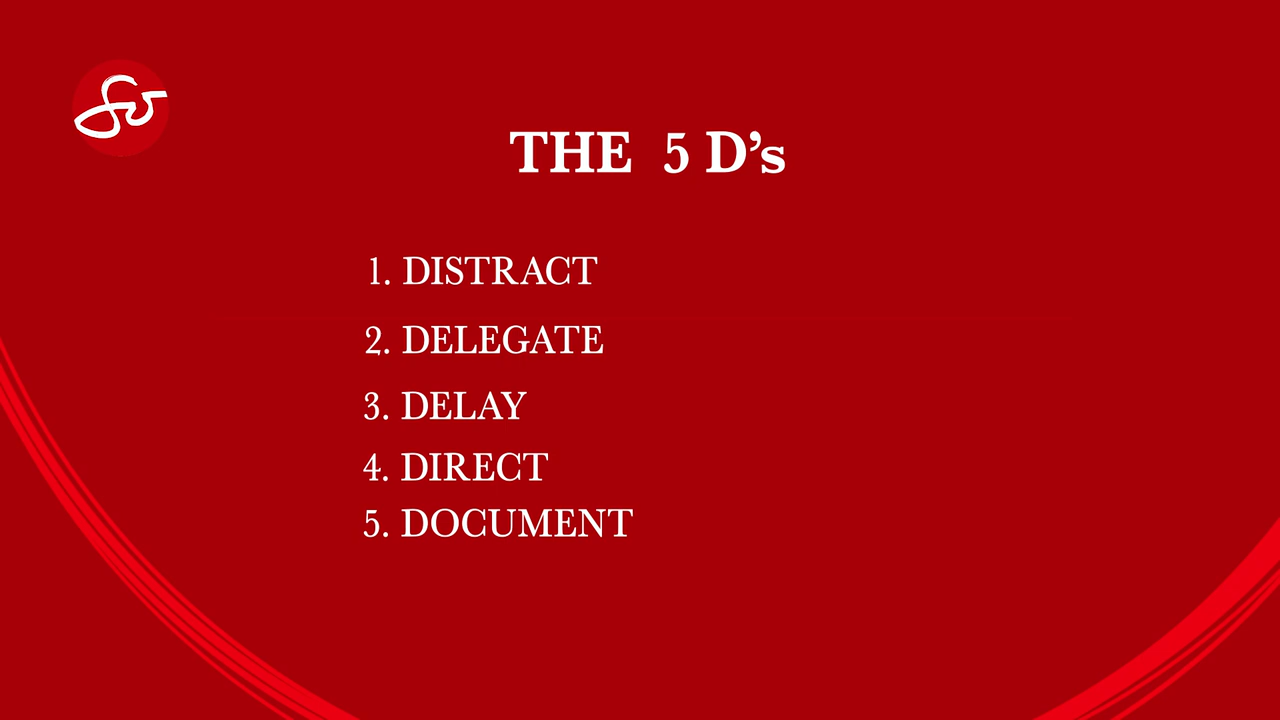 THE 5 D's
1. DISTRACT
2. DELEGATE
3. DELAY
4. DIRECT
5. DOCUMENT